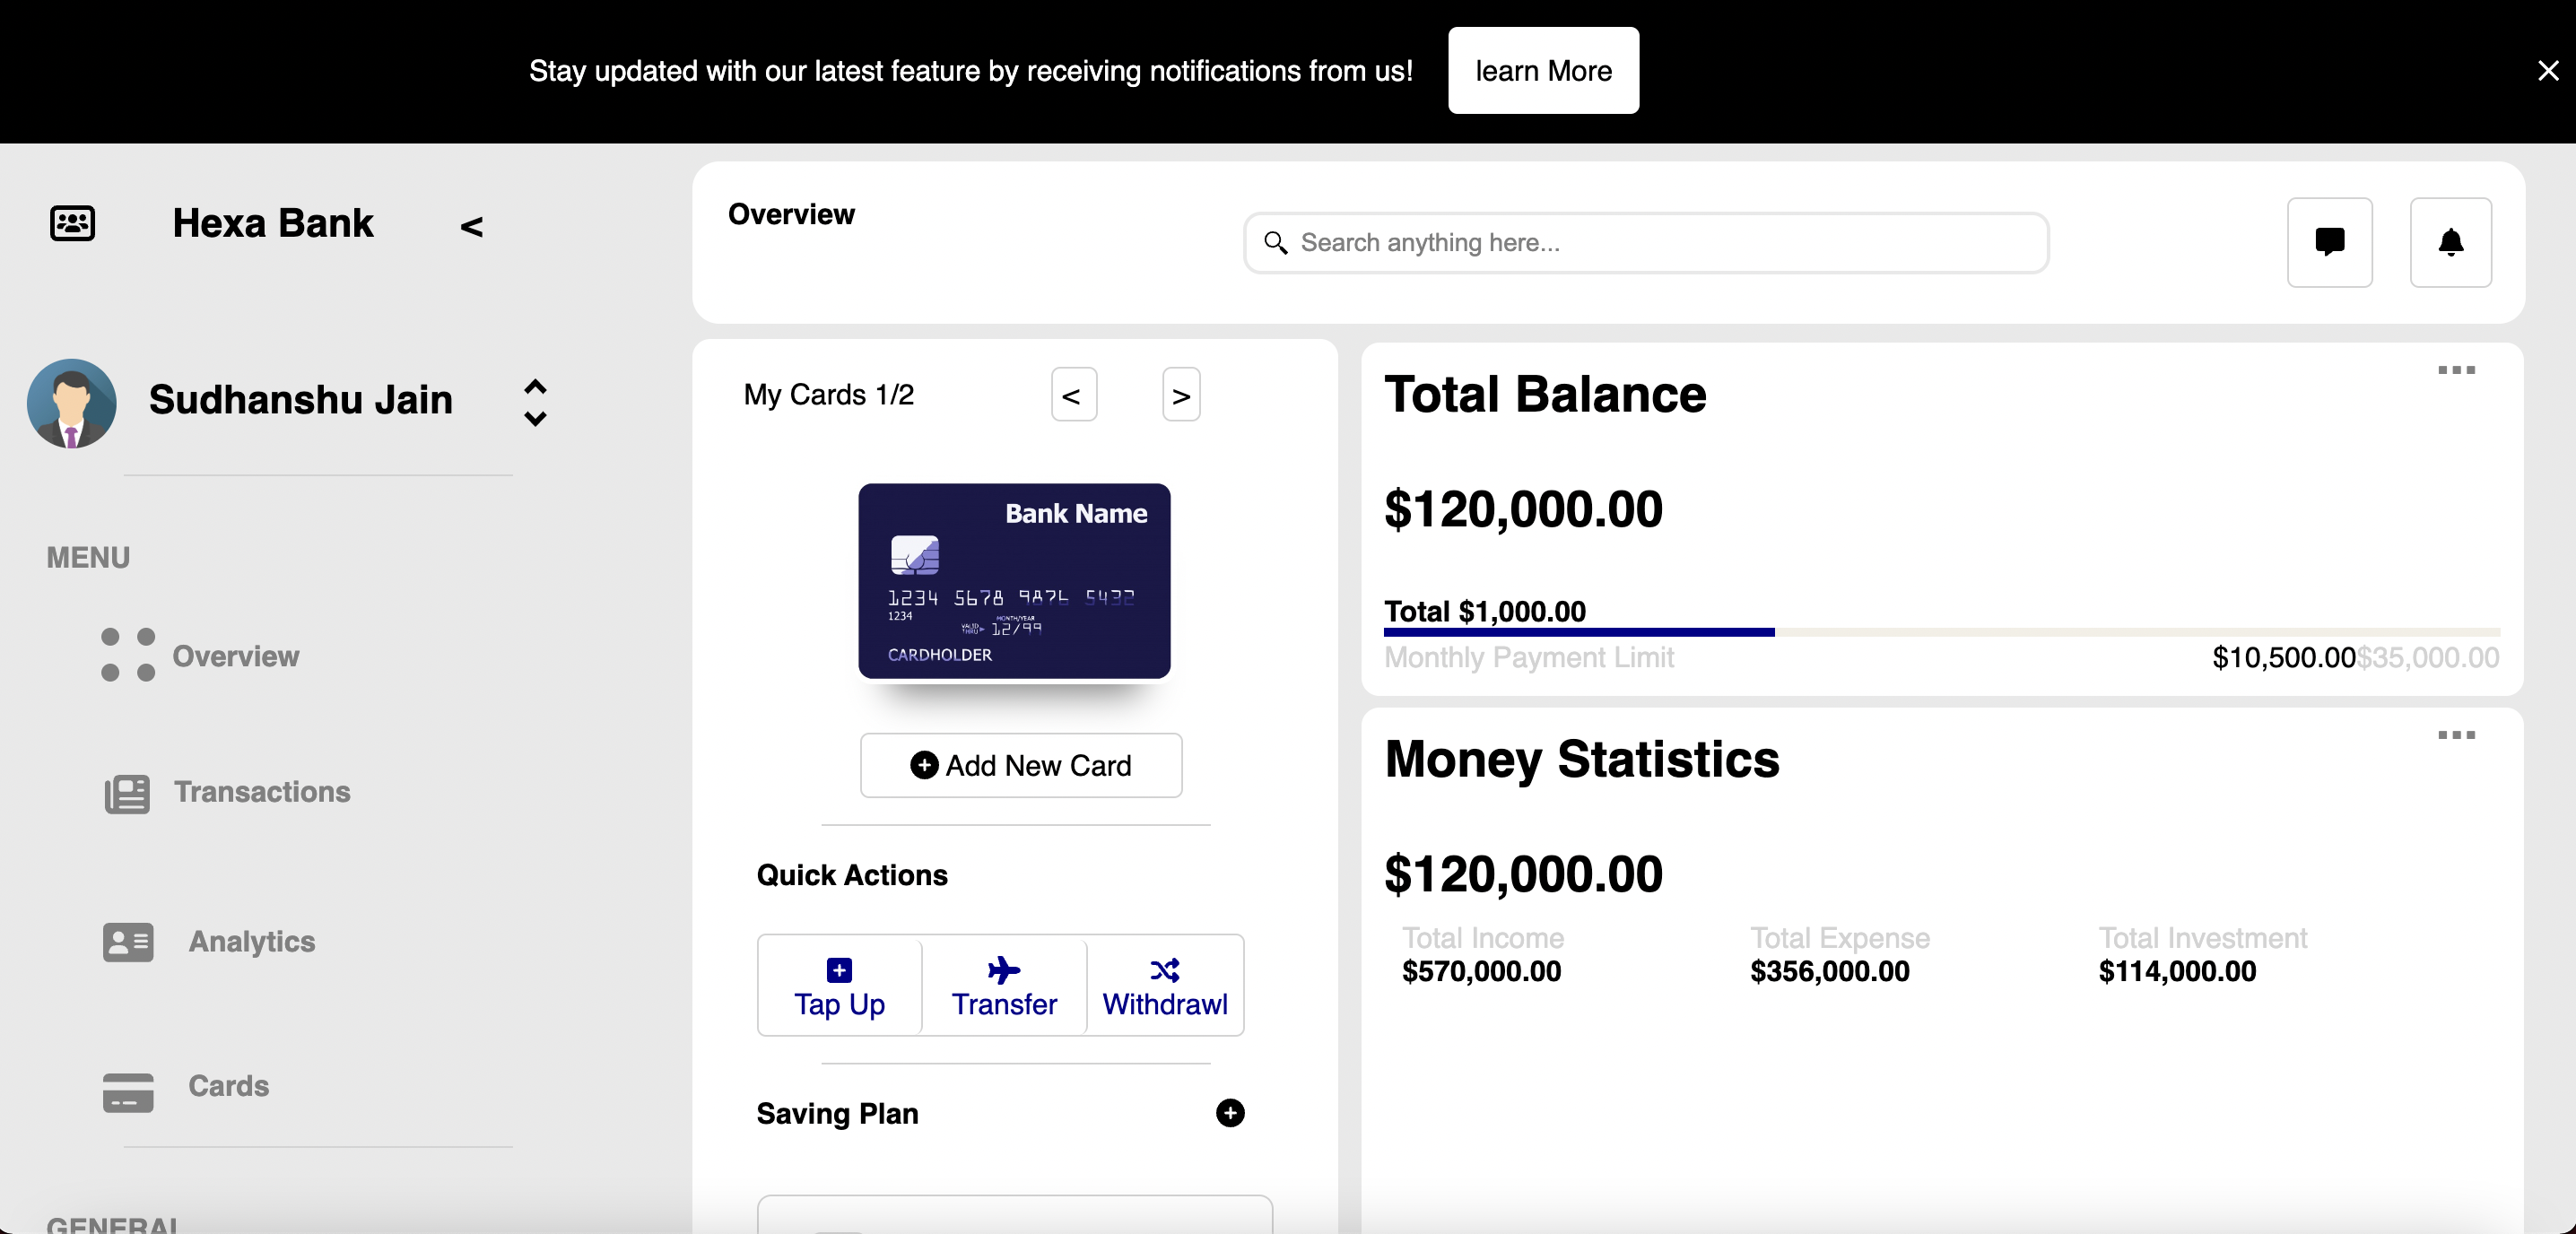 Stay updated with our latest feature by receiving notifications from us!
learn More
Hexa Bank
<
Overview
Search anything here...
Sudhanshu Jain
MENU
Overview
Transactions
Analytics
Cards
GENERAL
My Cards 1/2
<
>
Bank Name
1234 5678 9876 5432
1234
MONTH/YEAR
VALID THRU
12/99
CARDHOLDER
Add New Card
Quick Actions
Tap Up
Transfer
Withdrawl
Saving Plan
Total Balance
$120,000.00
Total $1,000.00
Monthly Payment Limit
$10,500.00$35,000.00
Money Statistics
$120,000.00
Total Income
Total Expense
Total Investment
$570,000.00
$356,000.00
$114,000.00